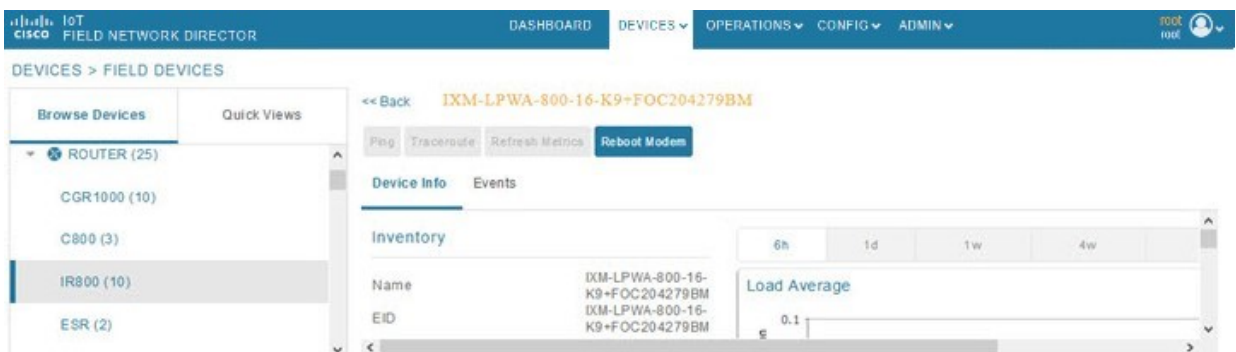 cisco IoT FIELD NETWORK DIRECTOR
DASHBOARD DEVICES OPERATIONS CONFIG ADMIN
root
root
DEVICES > FIELD DEVICES
Browse Devices Quick Views
ROUTER (25)
CGR1000 (10)
C800 (3)
IR800 (10)
ESR (2)
<< Back IXM-LPWA-800-16-K9+FOC204279BM
Ping Traceroute Refresh Metrics Reboot Modem
Device Info Events
Inventory
Name IXM-LPWA-800-16-
K9+FOC204279BM
EID IXM-LPWA-800-16-
K9+FOC204279BM
6h 1d 1w 4w
Load Average
0.1